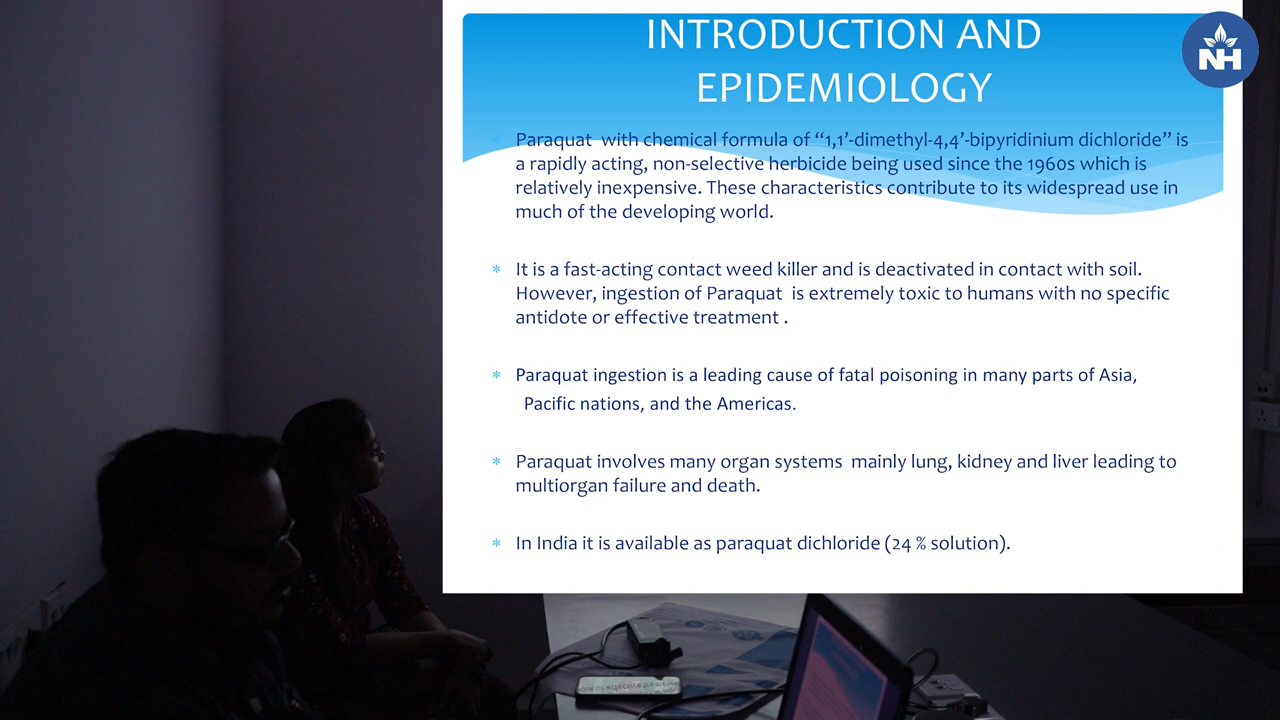 INTRODUCTION AND
EPIDEMIOLOGY
NH
Paraquat with chemical formula of “1,1’-dimethyl-4,4’-bipyridinium dichloride” is
a rapidly acting, non-selective herbicide being used since the 1960s which is
relatively inexpensive. These characteristics contribute to its widespread use in
much of the developing world.
* It is a fast-acting contact weed killer and is deactivated in contact with soil.
However, ingestion of Paraquat is extremely toxic to humans with no specific
antidote or effective treatment .
* Paraquat ingestion is a leading cause of fatal poisoning in many parts of Asia,
Pacific nations, and the Americas.
* Paraquat involves many organ systems mainly lung, kidney and liver leading to
multiorgan failure and death.
* In India it is available as paraquat dichloride (24 % solution).